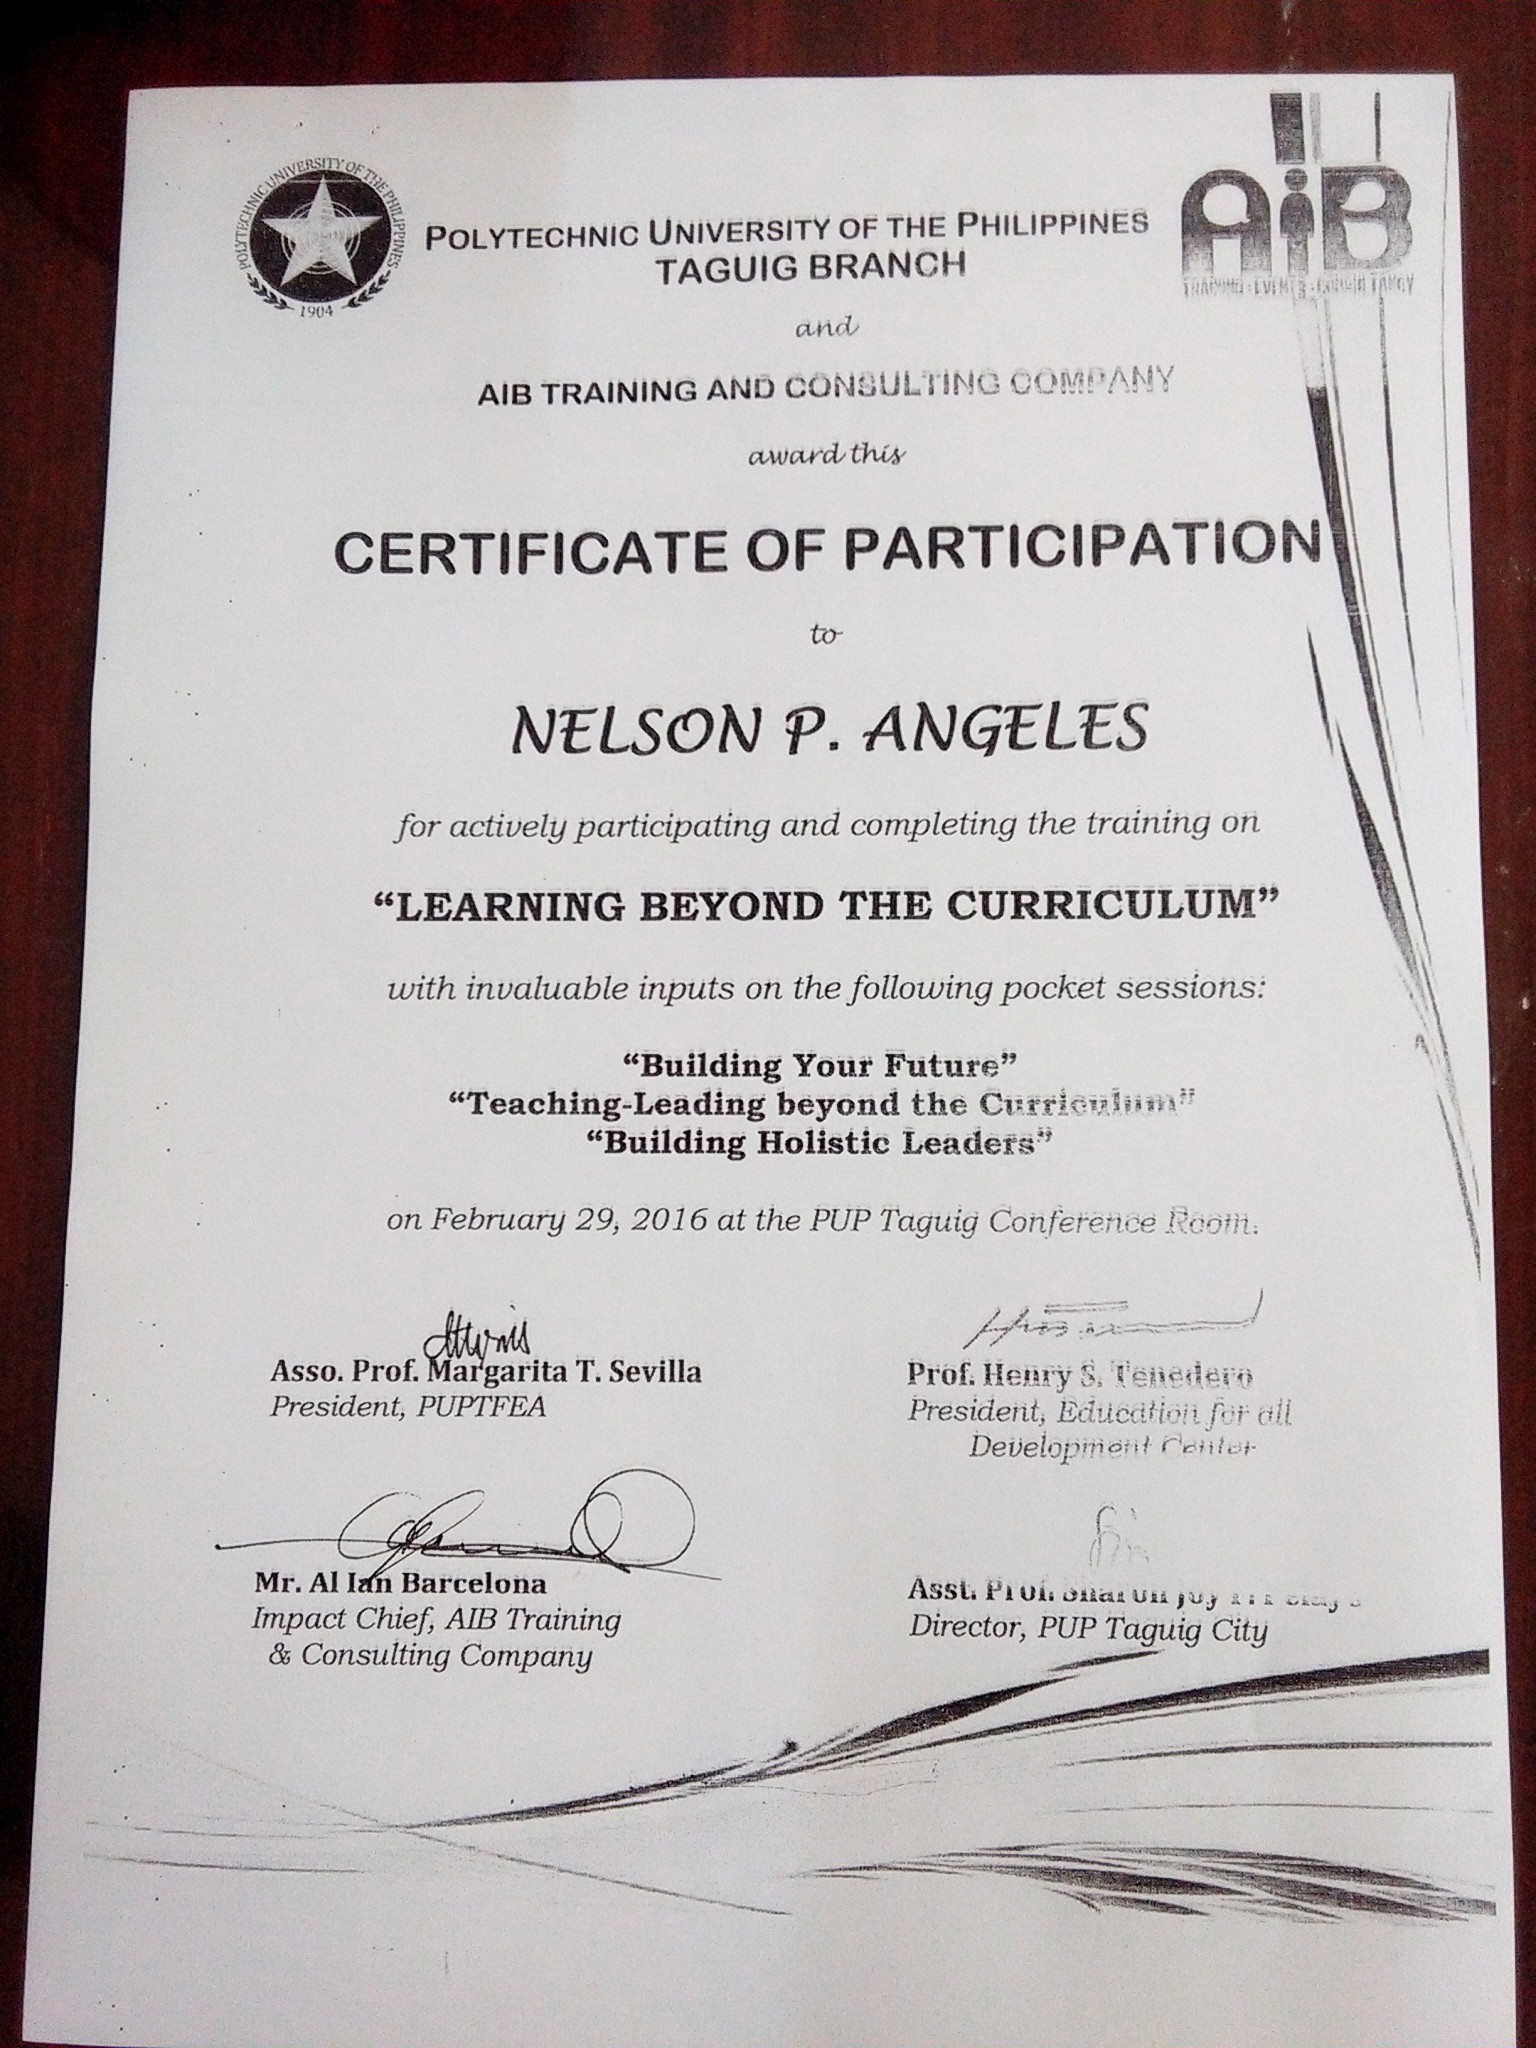 POLYTECHNIC UNIVERSITY OF THE PHILIPPINES
1904
AiB
POLYTECHNIC UNIVERSITY OF THE PHILIPPINES
TAGUIG BRANCH
and
AIB TRAINING AND CONSULTING COMPANY
award this
CERTIFICATE OF PARTICIPATION
to
NELSON P. ANGELES
for actively participating and completing the training on
“LEARNING BEYOND THE CURRICULUM”
with invaluable inputs on the following pocket sessions:
“Building Your Future”
“Teaching-Leading beyond the Curriculum”
“Building Holistic Leaders”
on February 29, 2016 at the PUP Taguig Conference Room.
Asso. Prof. Margarita T. Sevilla
President, PUPTFEA
Prof. Henry S. Tenedero
President, Education for all
Development Center
Mr. Al Ian Barcelona
Impact Chief, AIB Training
& Consulting Company
Asst. Prof. Sharon Joy
Director, PUP Taguig City